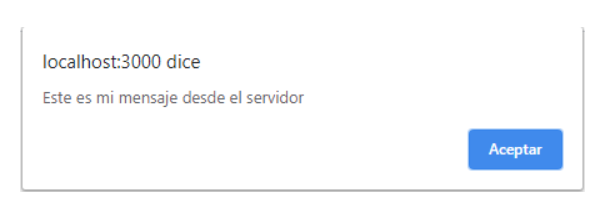 localhost:3000 dice
Este es mi mensaje desde el servidor
Aceptar